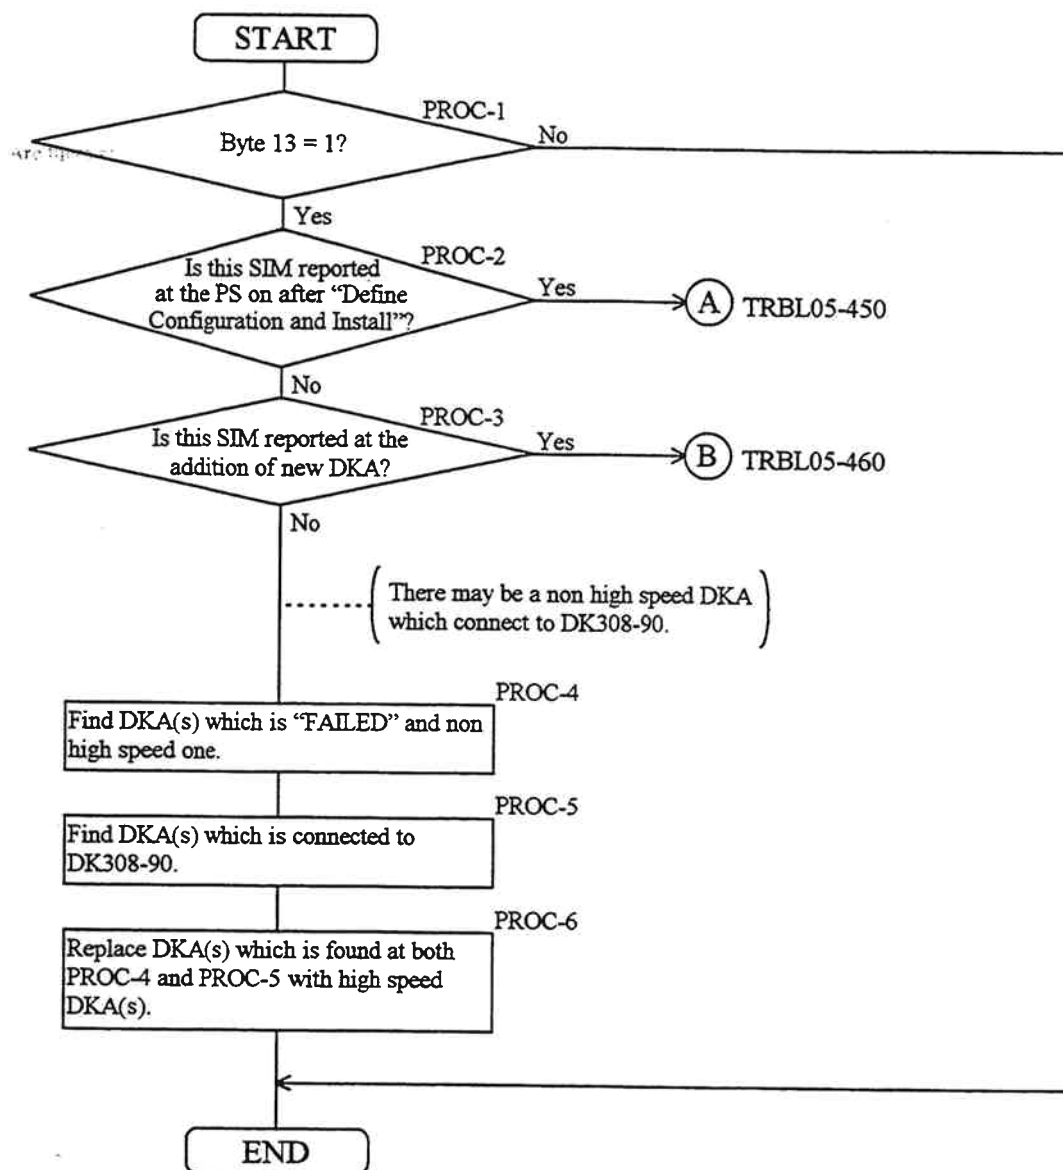 START
PROC-1
Byte 13 = 1?
No
Yes
PROC-2
Is this SIM reported
at the PS on after “Define
Configuration and Install”?
Yes
A
TRBL05-450
No
PROC-3
Is this SIM reported at the
addition of new DKA?
Yes
B
TRBL05-460
No
There may be a non high speed DKA
which connect to DK308-90.
PROC-4
Find DKA(s) which is “FAILED” and non
high speed one.
PROC-5
Find DKA(s) which is connected to
DK308-90.
PROC-6
Replace DKA(s) which is found at both
PROC-4 and PROC-5 with high speed
DKA(s).
END